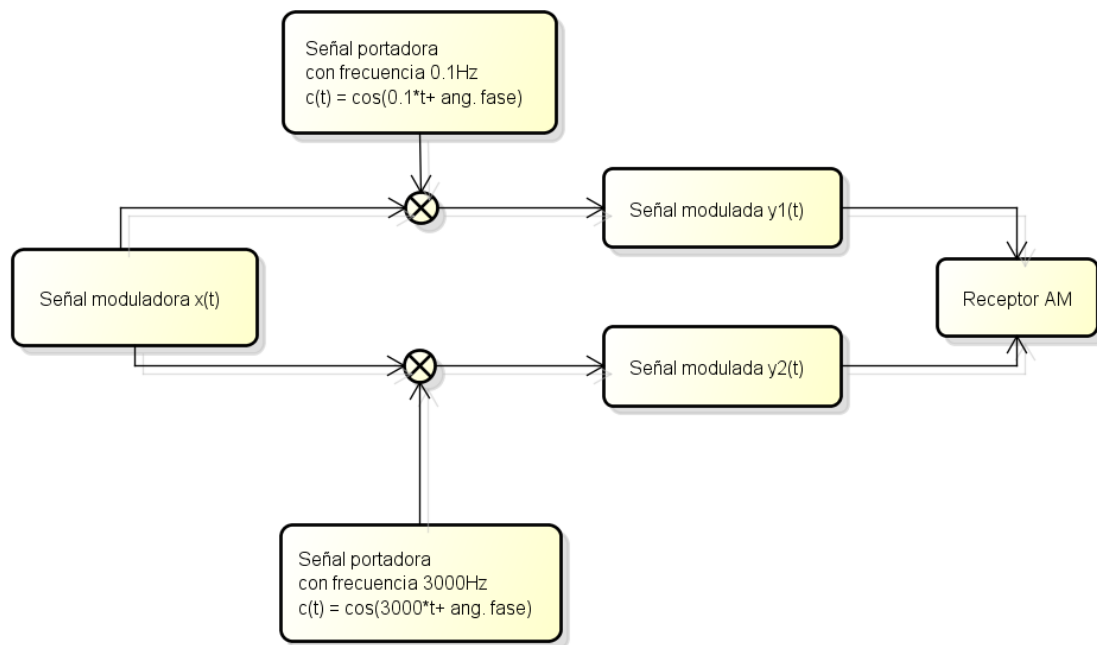 Señal portadora
con frecuencia 0.1Hz
c(t) = cos(0.1*t+ ang. fase)
Señal modulada y1(t)
Señal moduladora x(t)
Receptor AM
Señal modulada y2(t)
Señal portadora
con frecuencia 3000Hz
c(t) = cos(3000*t+ ang. fase)